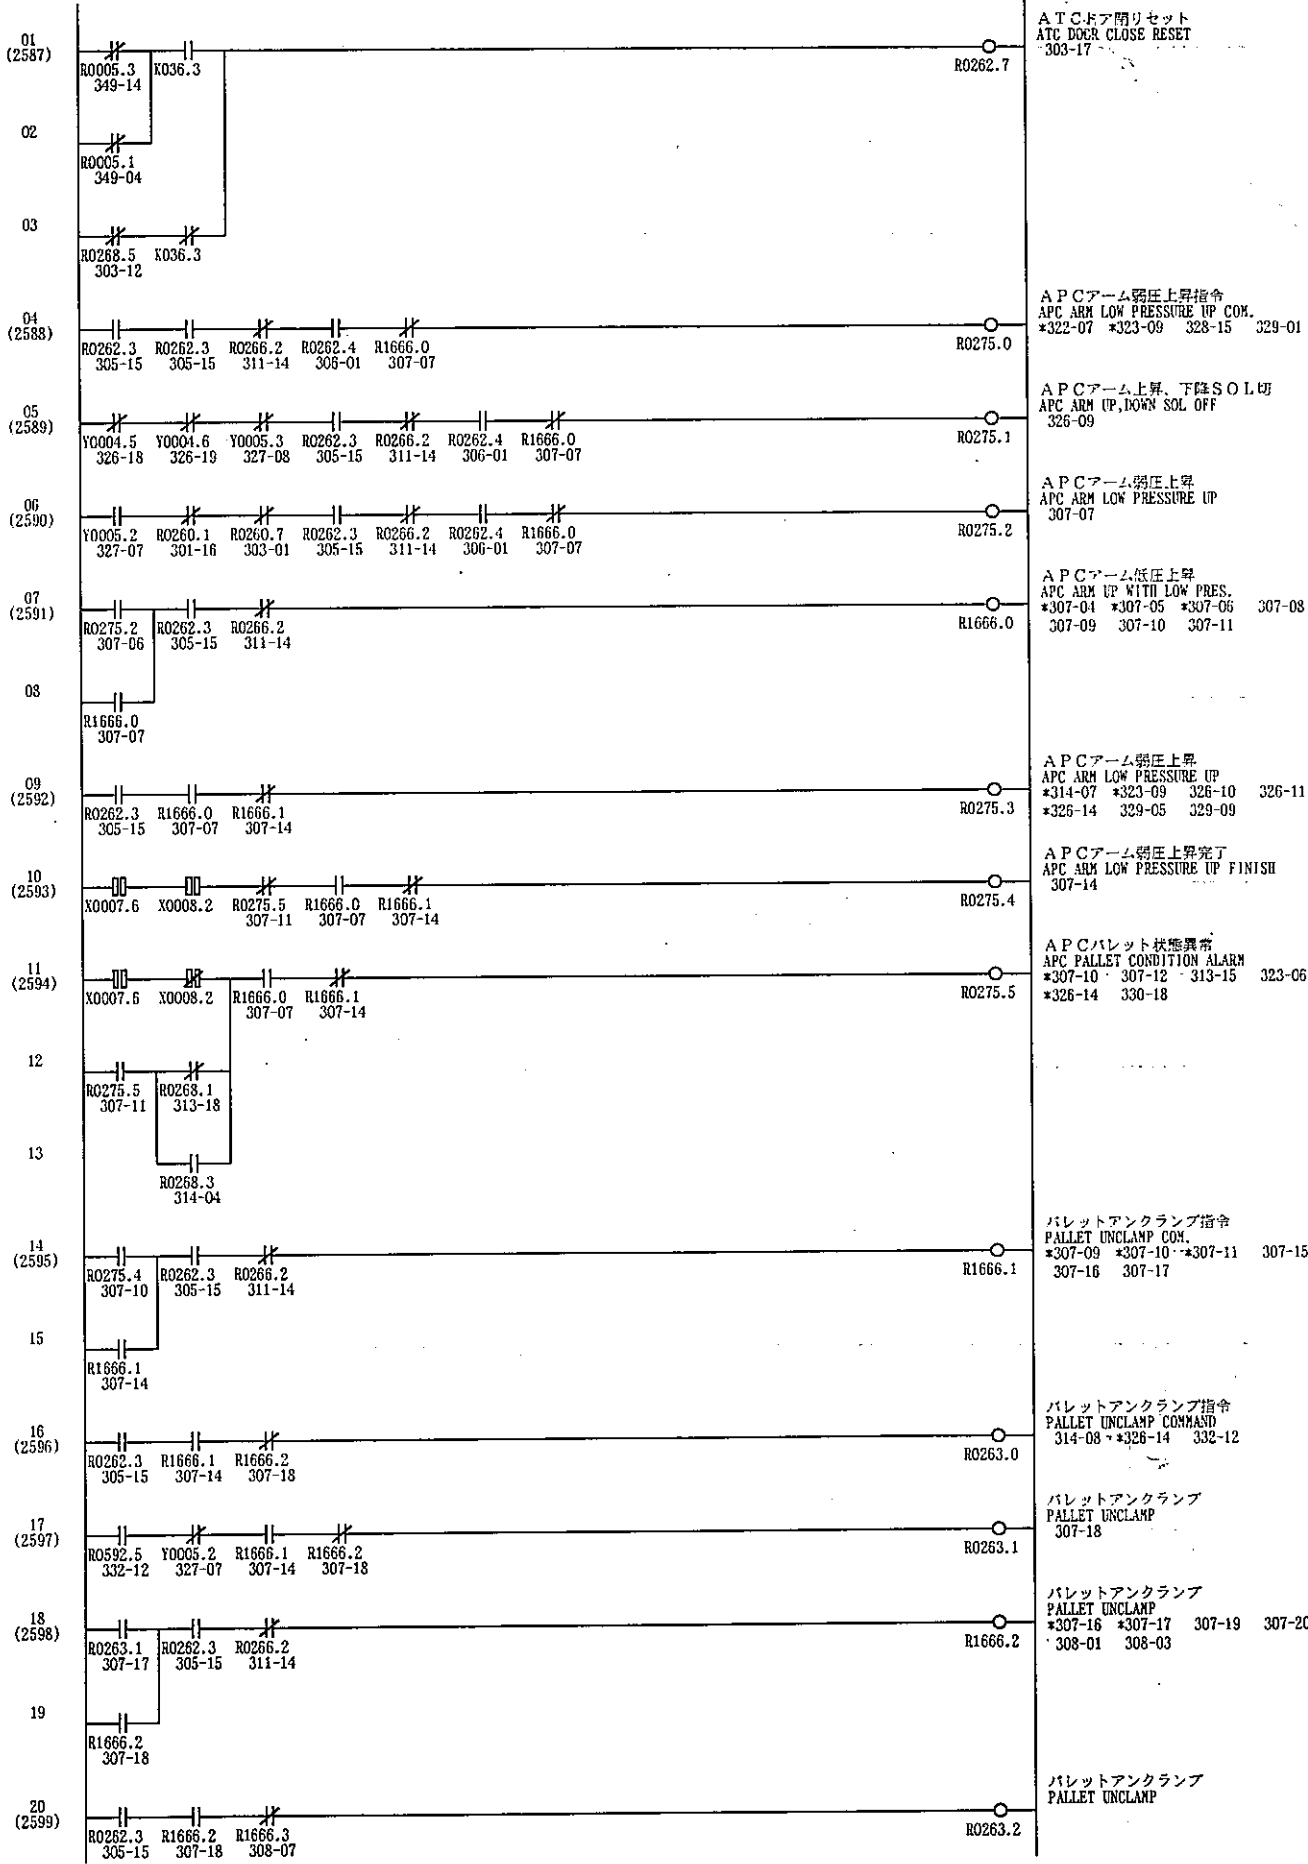 01
(2587)
R0005.3 K036.3
349-14
R0262.7
ATCドア閉リセット
ATC DOOR CLOSE RESET
303-17
02
R0005.1
349-04
03
R0268.5 K036.3
303-12
04
(2588)
R0262.3 R0262.3 R0266.2 R0262.4 R1666.0
305-15 305-15 311-14 306-01 307-07
R0275.0
APCアーム弱圧上昇指令
APC ARM LOW PRESSURE UP COM.
*322-07 *323-09 328-15 329-01
05
(2589)
Y0004.5 Y0004.6 Y0005.3 R0262.3 R0266.2 R0262.4 R1666.0
326-18 326-19 327-08 305-15 311-14 306-01 307-07
R0275.1
APCアーム上昇、下降SOL切
APC ARM UP,DOWN SOL OFF
326-09
06
(2590)
Y0005.2 R0260.1 R0260.7 R0262.3 R0266.2 R0262.4 R1666.0
327-07 301-16 303-01 305-15 311-14 306-01 307-07
R0275.2
APCアーム弱圧上昇
APC ARM LOW PRESSURE UP
307-07
07
(2591)
R0275.2 R0262.3 R0266.2
307-06 305-15 311-14
R1666.0
APCアーム低圧上昇
APC ARM UP WITH LOW PRES.
*307-04 *307-05 *307-06 307-08
307-09 307-10 307-11
08
R1666.0
307-07
09
(2592)
R0262.3 R1666.0 R1666.1
305-15 307-07 307-14
R0275.3
APCアーム弱圧上昇
APC ARM LOW PRESSURE UP
*314-07 *323-09 326-10 326-11
*326-14 329-05 329-09
10
(2593)
X0007.6 X0008.2 R0275.5 R1666.0 R1666.1
307-11 307-07 307-14
R0275.4
APCアーム弱圧上昇完了
APC ARM LOW PRESSURE UP FINISH
307-14
11
(2594)
X0007.6 X0008.2 R1666.0 R1666.1
307-07 307-14
R0275.5
APCパレット状態異常
APC PALLET CONDITION ALARM
*307-10 307-12 313-15 323-06
*326-14 330-18
12
R0275.5 R0268.1
307-11 313-18
13
R0268.3
314-04
14
(2595)
R0275.4 R0262.3 R0266.2
307-10 305-15 311-14
R1666.1
パレットアンクランプ指令
PALLET UNCLAMP COM.
*307-09 *307-10 *307-11 307-15
307-16 307-17
15
R1666.1
307-14
16
(2596)
R0262.3 R1666.1 R1666.2
305-15 307-14 307-18
R0263.0
パレットアンクランプ指令
PALLET UNCLAMP COMMAND
314-08 *326-14 332-12
17
(2597)
R0592.5 Y0005.2 R1666.1 R1666.2
332-12 327-07 307-14 307-18
R0263.1
パレットアンクランプ
PALLET UNCLAMP
307-18
18
(2598)
R0263.1 R0262.3 R0266.2
307-17 305-15 311-14
R1666.2
パレットアンクランプ
PALLET UNCLAMP
*307-16 *307-17 307-19 307-20
308-01 308-03
19
R1666.2
307-18
20
(2599)
R0262.3 R1666.2 R1666.3
305-15 307-18 308-07
R0263.2
パレットアンクランプ
PALLET UNCLAMP